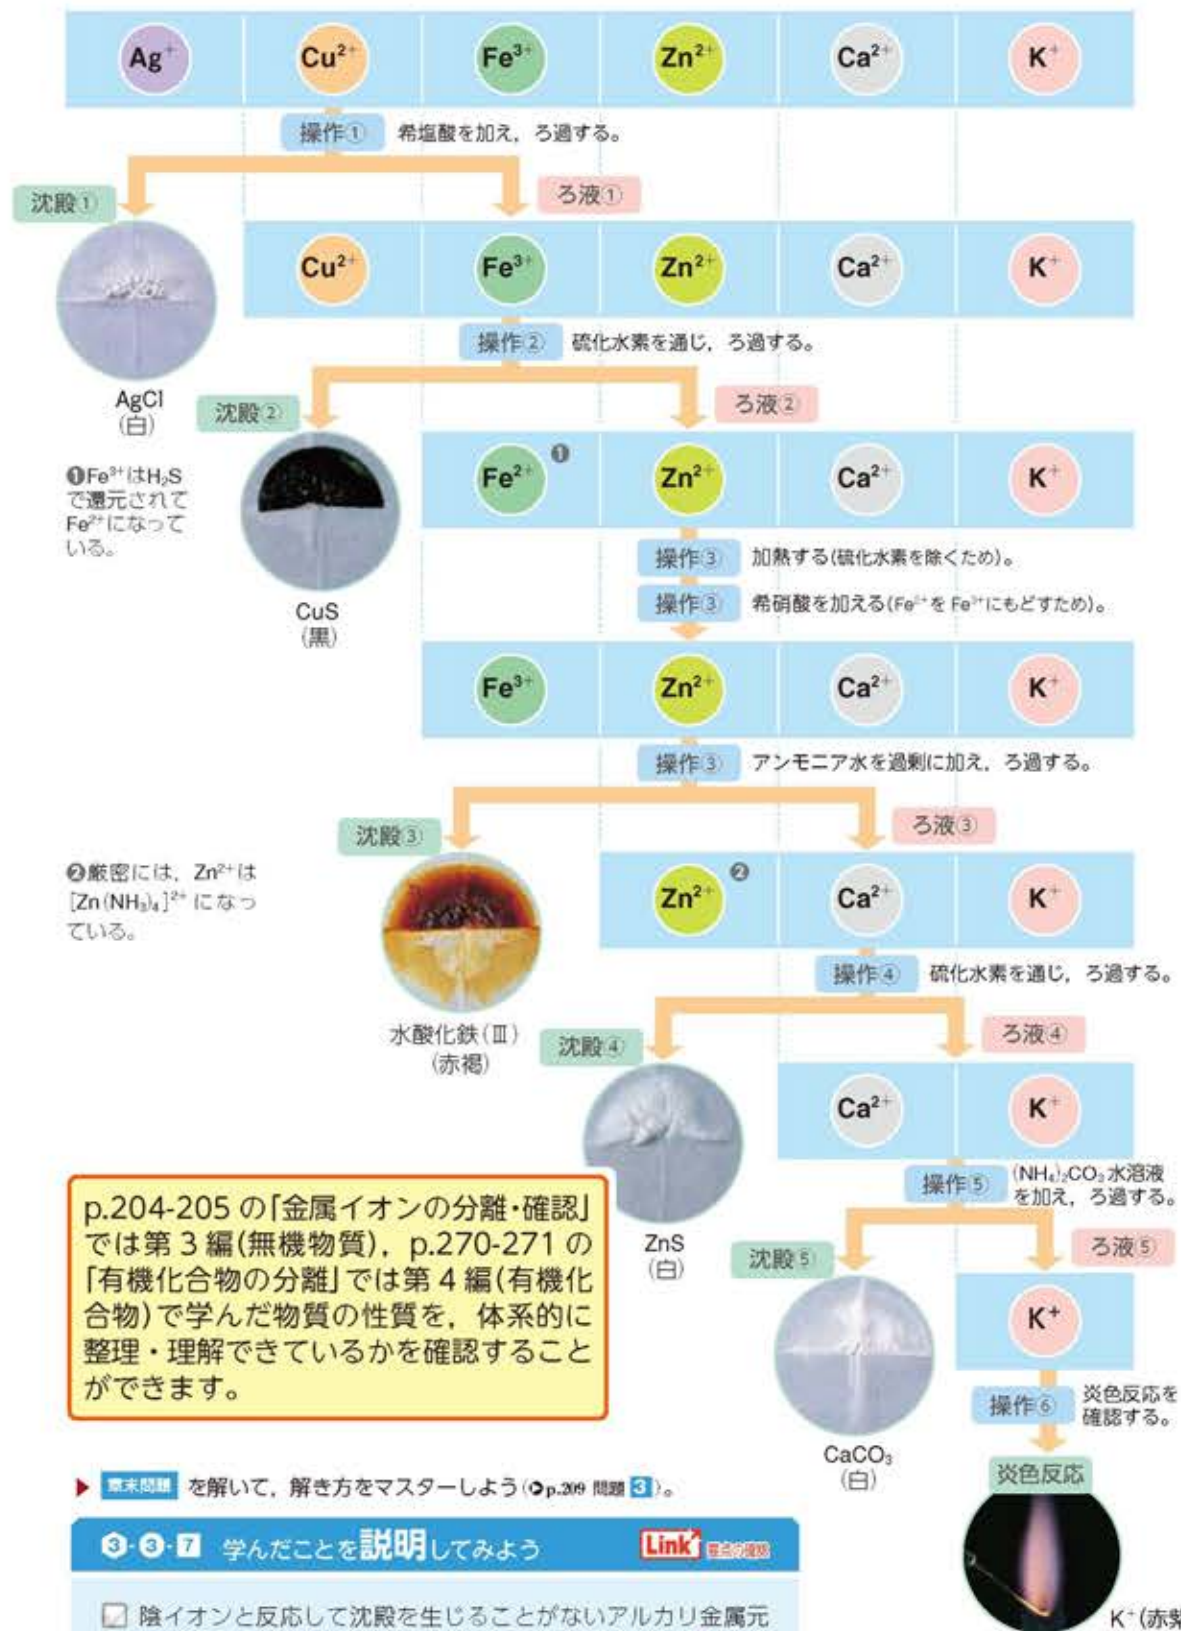 Ag⁺ Cu²⁺ Fe³⁺ Zn²⁺ Ca²⁺ K⁺
操作① 希塩酸を加え，ろ過する。
沈殿① ろ液①
Cu²⁺ Fe³⁺ Zn²⁺ Ca²⁺ K⁺
操作② 硫化水素を通じ，ろ過する。
AgCl
(白)
沈殿② ろ液②
❶Fe³⁺はH₂S
で還元されて
Fe²⁺になって
いる。
Fe²⁺ ❶ Zn²⁺ Ca²⁺ K⁺
操作③ 加熱する(硫化水素を除くため)。
操作③ 希硝酸を加える(Fe²⁺をFe³⁺にもどすため)。
CuS
(黒)
Fe³⁺ Zn²⁺ Ca²⁺ K⁺
操作③ アンモニア水を過剰に加え，ろ過する。
沈殿③ ろ液③
❷厳密には，Zn²⁺は
[Zn(NH₃)₄]²⁺ になっ
ている。
Zn²⁺ ❷ Ca²⁺ K⁺
操作④ 硫化水素を通じ，ろ過する。
水酸化鉄(Ⅲ)
(赤褐)
沈殿④ ろ液④
Ca²⁺ K⁺
操作⑤ (NH₄)₂CO₃水溶液
を加え，ろ過する。
ZnS
(白)
沈殿⑤ ろ液⑤
p.204-205 の「金属イオンの分離・確認」
では第3編(無機物質)，p.270-271 の
「有機化合物の分離」では第4編(有機化
合物)で学んだ物質の性質を，体系的に
整理・理解できているかを確認すること
ができます。
K⁺
操作⑥ 炎色反応を
確認する。
CaCO₃
(白)
炎色反応
▶ 章末問題 を解いて，解き方をマスターしよう(p.209 問題 3)。
3-3-7 学んだことを説明してみよう Link 要点の確認
陰イオンと反応して沈殿を生じることがないアルカリ金属元
K⁺(赤紫